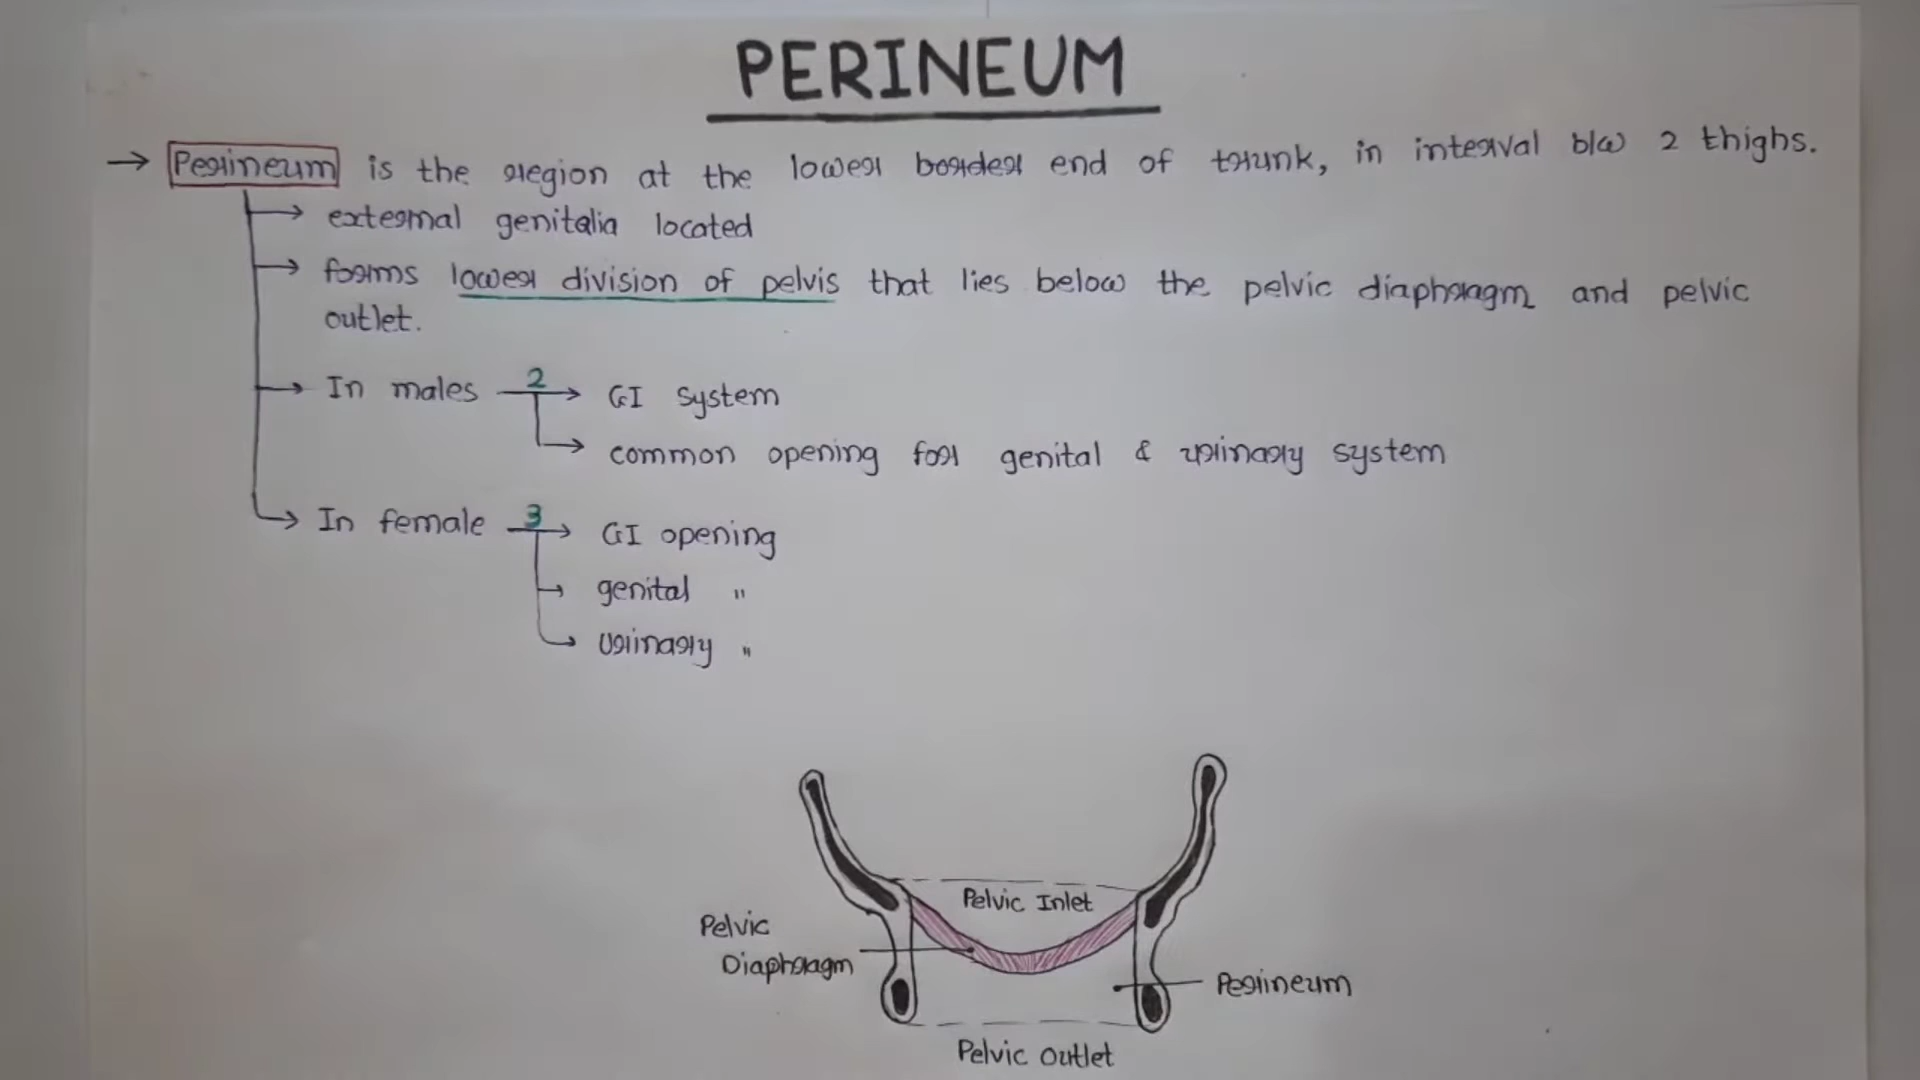 PERINEUM
→ Perineum is the region at the lower border end of trunk, in interval b/w 2 thighs.
→ external genitalia located
→ forms lower division of pelvis that lies below the pelvic diaphragm and pelvic
outlet.
→ In males 2 → GI system
→ common opening for genital & urinary system
→ In female 3 → GI opening
→ genital "
→ Urinary "
Pelvic Inlet
Pelvic
Diaphragm
Perineum
Pelvic Outlet